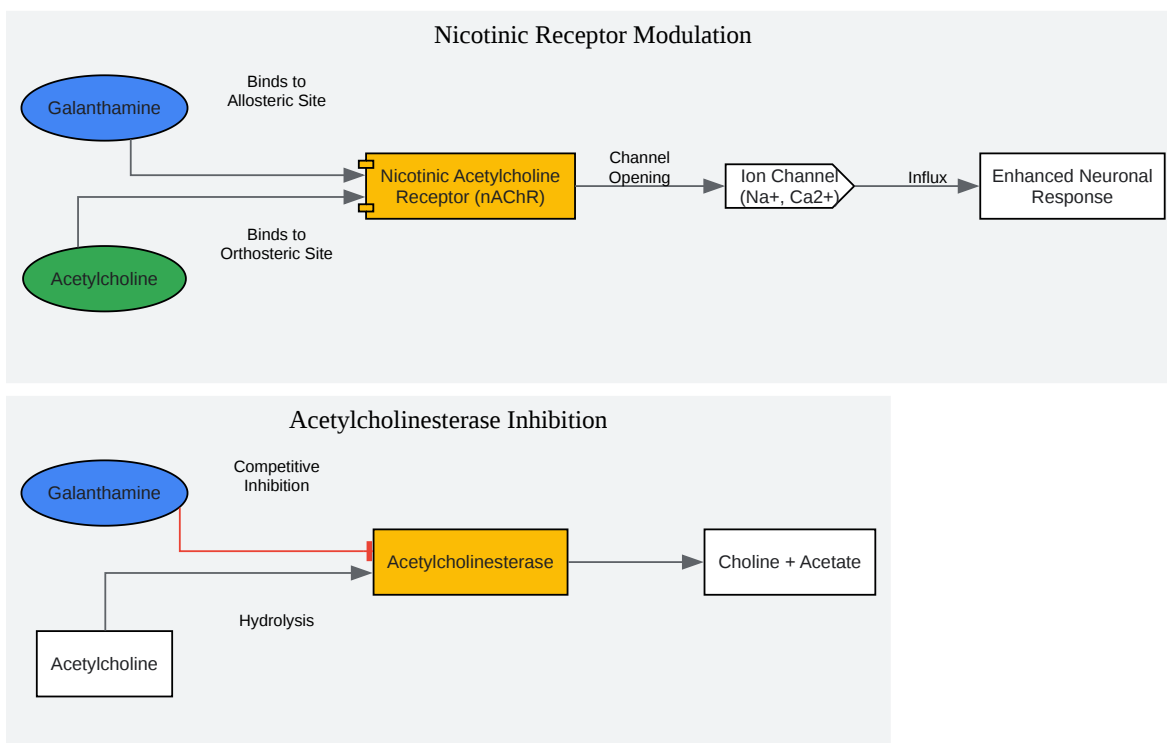 Nicotinic Receptor Modulation
Binds to
Allosteric Site
Galanthamine
Nicotinic Acetylcholine
Receptor (nAChR)
Channel
Opening
Ion Channel
(Na+, Ca2+)
Influx
Enhanced Neuronal
Response
Binds to
Orthosteric Site
Acetylcholine
Acetylcholinesterase Inhibition
Competitive
Inhibition
Galanthamine
Acetylcholinesterase
Choline + Acetate
Hydrolysis
Acetylcholine